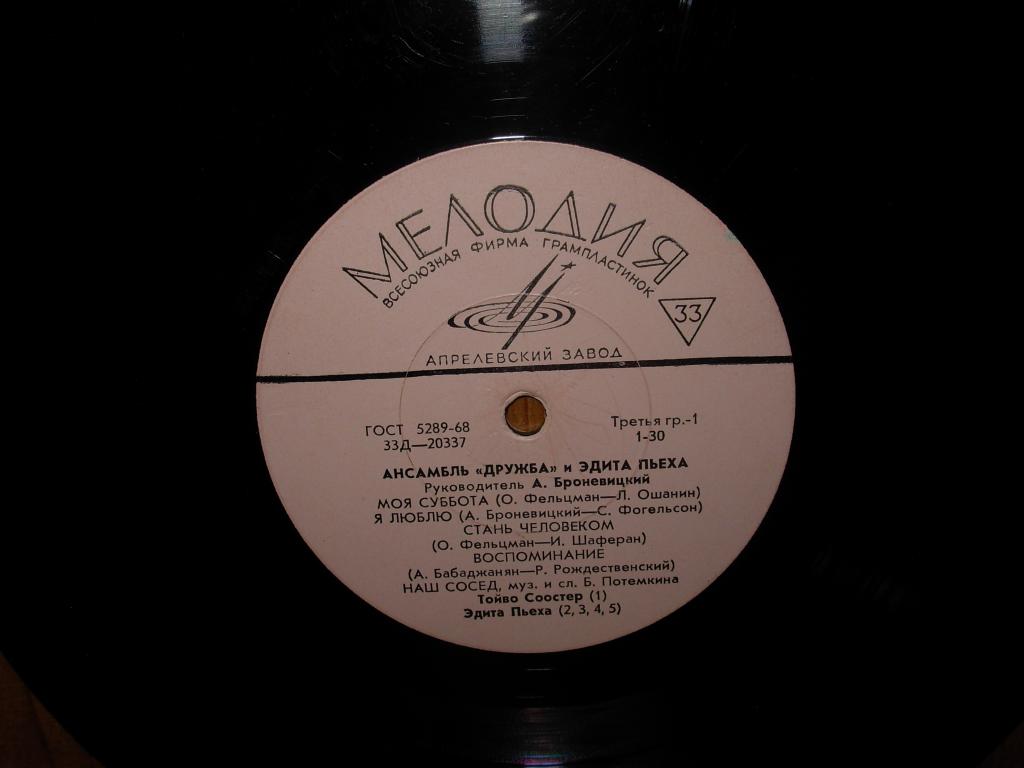 МЕЛОДИЯ
ВСЕСОЮЗНАЯ ФИРМА ГРАМПЛАСТИНОК
33
АПРЕЛЕВСКИЙ ЗАВОД
ГОСТ 5289-68
33Д—20337
Третья гр.-1
1-30
АНСАМБЛЬ «ДРУЖБА» и ЭДИТА ПЬЕХА
Руководитель А. Броневицкий
МОЯ СУББОТА (О. Фельцман—Л. Ошанин)
Я ЛЮБЛЮ (А. Броневицкий—С. Фогельсон)
СТАНЬ ЧЕЛОВЕКОМ
(О. Фельцман—И. Шаферан)
ВОСПОМИНАНИЕ
(А. Бабаджанян—Р. Рождественский)
НАШ СОСЕД, муз. и сл. Б. Потемкина
Тойво Соостер (1)
Эдита Пьеха (2, 3, 4, 5)